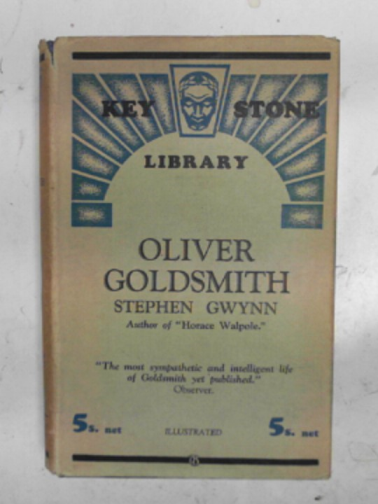 KEY STONE
LIBRARY
OLIVER
GOLDSMITH
STEPHEN GWYNN
Author of "Horace Walpole."
"The most sympathetic and intelligent life
of Goldsmith yet published."
Observer.
5s. net ILLUSTRATED 5s. net